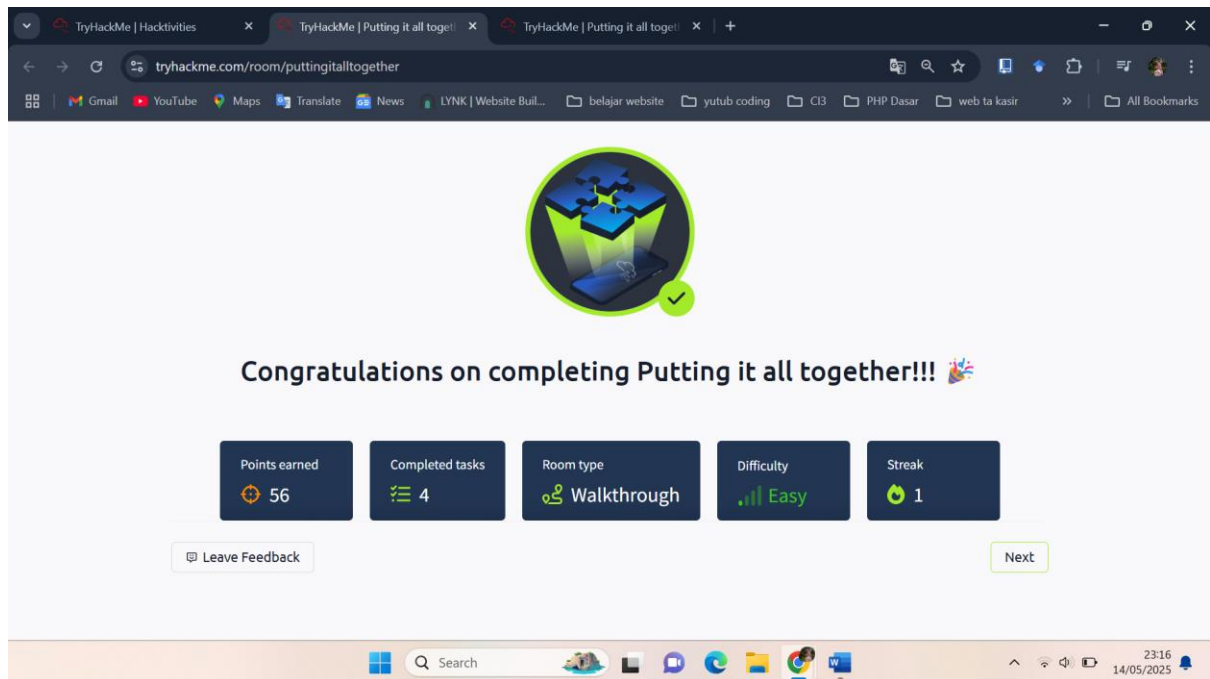 TryHackMe | Hacktivities
TryHackMe | Putting it all toget
TryHackMe | Putting it all toget
tryhackme.com/room/puttingitalltogether
Gmail
YouTube
Maps
Translate
News
LYNK | Website Buil...
belajar website
yutub coding
CI3
PHP Dasar
web ta kasir
All Bookmarks
Congratulations on completing Putting it all together!!! 🎉
Points earned
56
Completed tasks
4
Room type
Walkthrough
Difficulty
Easy
Streak
1
Leave Feedback
Next
Search
23:16
14/05/2025